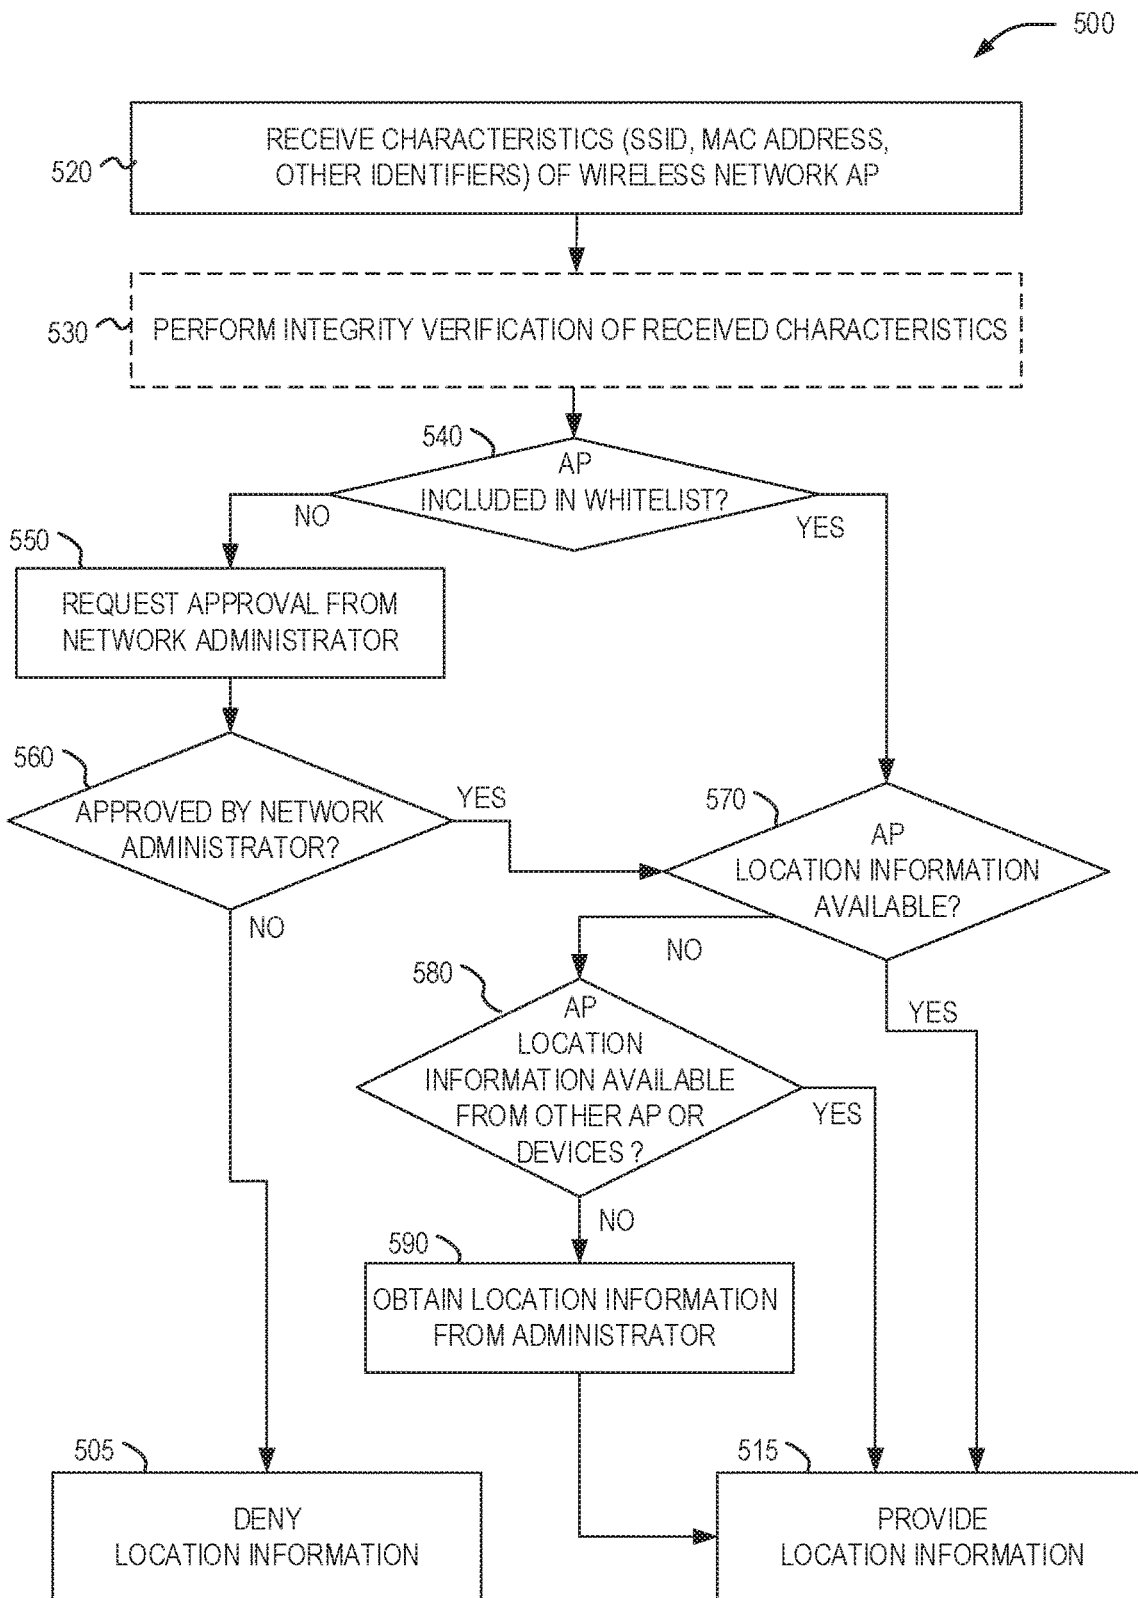 500
RECEIVE CHARACTERISTICS (SSID, MAC ADDRESS,
OTHER IDENTIFIERS) OF WIRELESS NETWORK AP
520
530
PERFORM INTEGRITY VERIFICATION OF RECEIVED CHARACTERISTICS
540
AP
INCLUDED IN WHITELIST?
NO
YES
550
REQUEST APPROVAL FROM
NETWORK ADMINISTRATOR
560
APPROVED BY NETWORK
ADMINISTRATOR?
YES
NO
570
AP
LOCATION INFORMATION
AVAILABLE?
NO
YES
580
AP
LOCATION
INFORMATION AVAILABLE
FROM OTHER AP OR
DEVICES ?
YES
NO
590
OBTAIN LOCATION INFORMATION
FROM ADMINISTRATOR
505
DENY
LOCATION INFORMATION
515
PROVIDE
LOCATION INFORMATION